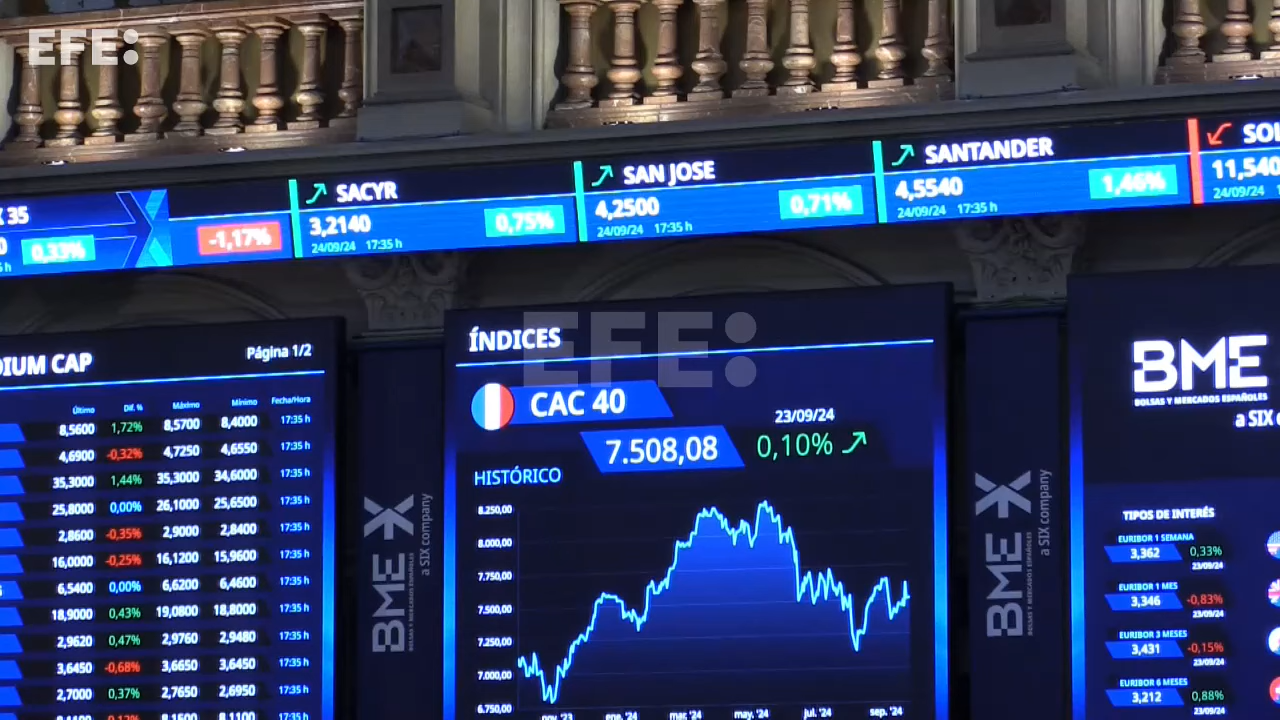 EFE:
35
0,33%
-1,17%
SACYR
3,2140
0,75%
24/09/24 17:35 h
SAN JOSE
4,2500
0,71%
24/09/24 17:35 h
SANTANDER
4,5540
1,46%
24/09/24 17:35 h
11,540
24/09/24
CAP
Página 1/2
Último Dif. % Máximo Mínimo Fecha/Hora
8,5600 1,72% 8,5700 8,4000 17:35 h
4,6900 -0,32% 4,7250 4,6550 17:35 h
35,3000 1,44% 35,3000 34,6000 17:35 h
25,8000 0,00% 26,1000 25,6500 17:35 h
2,8600 -0,35% 2,9000 2,8400 17:35 h
16,0000 -0,25% 16,1200 15,9600 17:35 h
6,5400 0,00% 6,6200 6,4600 17:35 h
18,9000 0,43% 19,0800 18,8000 17:35 h
2,9620 0,47% 2,9760 2,9480 17:35 h
3,6450 -0,68% 3,6650 3,6450 17:35 h
2,7000 0,37% 2,7650 2,6950 17:35 h
BME
BOLSAS Y MERCADOS ESPAÑOLES
a SIX company
ÍNDICES
EFE:
CAC 40
23/09/24
7.508,08
0,10%
HISTÓRICO
8.250,00
8.000,00
7.750,00
7.500,00
7.250,00
7.000,00
6.750,00
nov. '23 ene. '24 mar. '24 may. '24 jul. '24 sep. '24
BME
BOLSAS Y MERCADOS ESPAÑOLES
a SIX company
BME
BOLSAS Y MERCADOS ESPAÑOLES
a SIX
TIPOS DE INTERÉS
EURIBOR 1 SEMANA
3,362 0,33%
23/09/24
EURIBOR 1 MES
3,346 -0,83%
23/09/24
EURIBOR 3 MESES
3,431 -0,15%
23/09/24
EURIBOR 6 MESES
3,212 0,88%
23/09/24